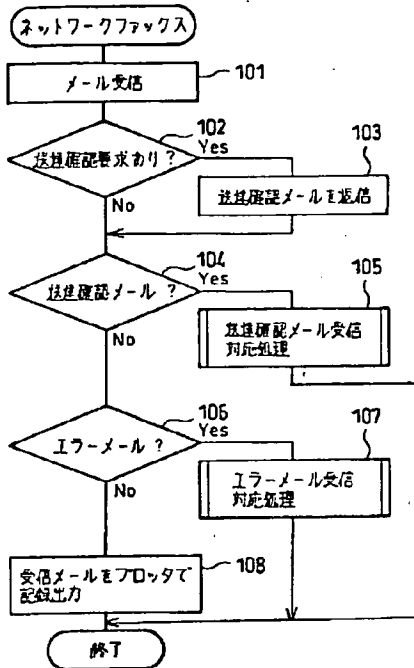 ネットワークファックス
メール受信
101
102
送達確認要求あり?
Yes
No
103
送達確認メールを返信
104
送達確認メール?
Yes
No
105
送達確認メール受信
対応処理
106
エラーメール?
Yes
No
107
エラーメール受信
対応処理
受信メールをプロッタで
記録出力
108
終了